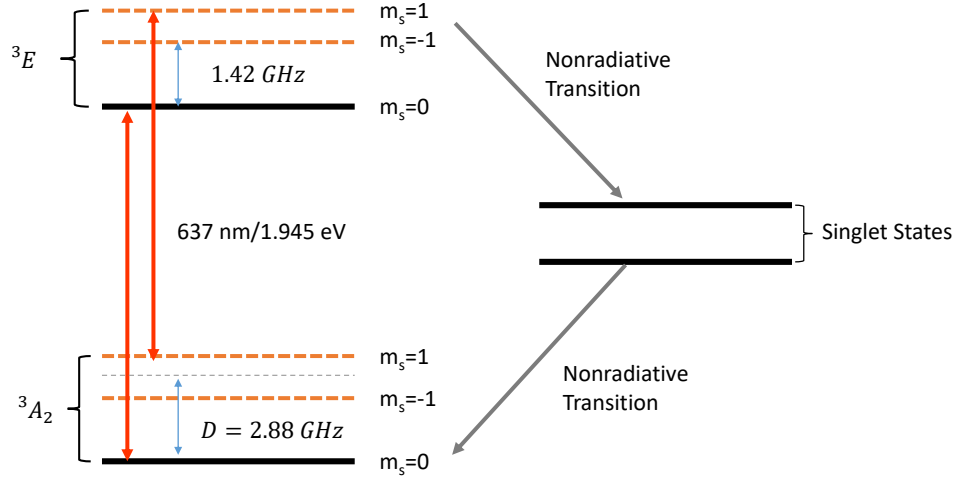 m_s=1
m_s=-1
^3E
1.42 GHz
m_s=0
Nonradiative
Transition
637 nm/1.945 eV
Singlet States
m_s=1
m_s=-1
^3A_2
D = 2.88 GHz
m_s=0
Nonradiative
Transition